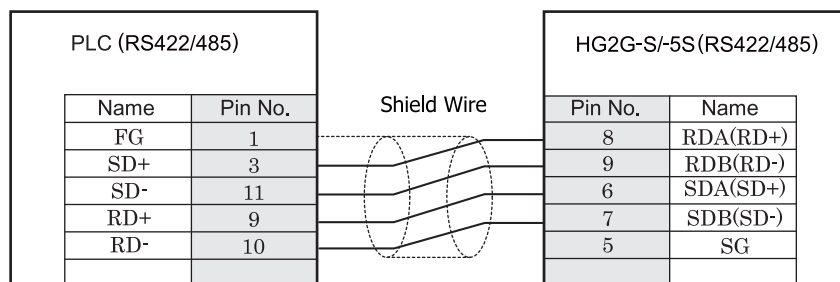 PLC (RS422/485)
HG2G-S/-5S(RS422/485)
Shield Wire
Name Pin No.
FG 1
SD+ 3
SD- 11
RD+ 9
RD- 10
Pin No. Name
8 RDA(RD+)
9 RDB(RD-)
6 SDA(SD+)
7 SDB(SD-)
5 SG